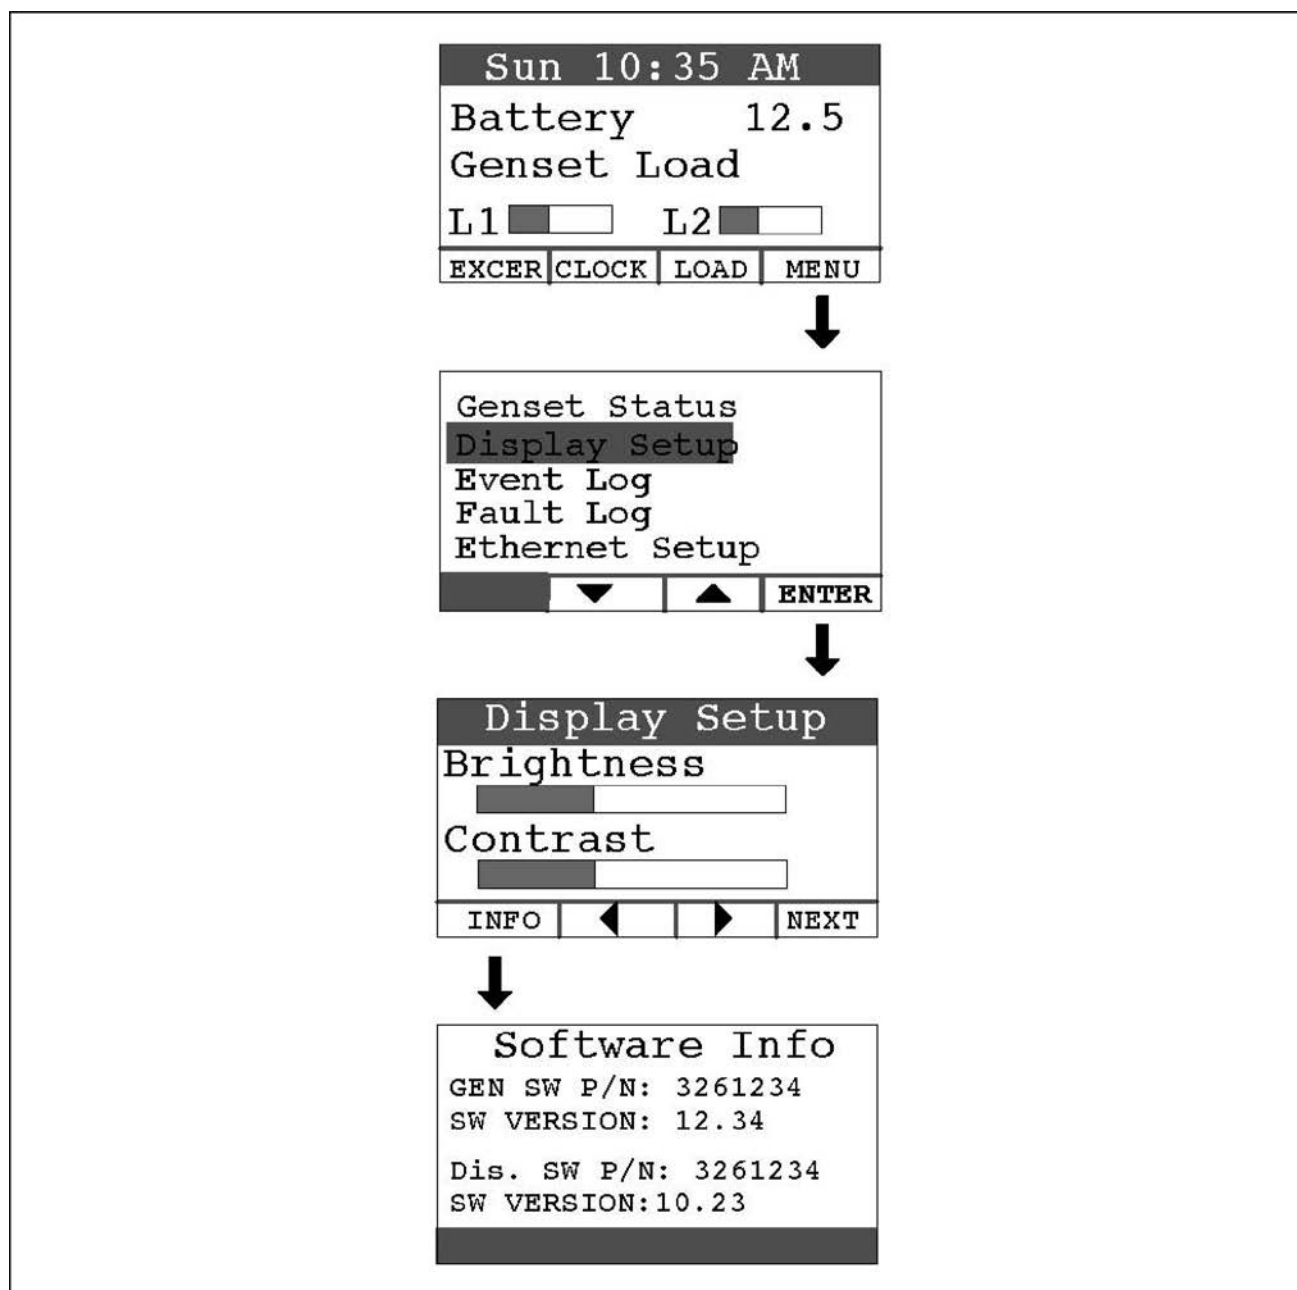 Sun 10:35 AM
Battery 12.5
Genset Load
L1 L2
EXCER CLOCK LOAD MENU
Genset Status
Display Setup
Event Log
Fault Log
Ethernet Setup
ENTER
Display Setup
Brightness
Contrast
INFO NEXT
Software Info
GEN SW P/N: 3261234
SW VERSION: 12.34
Dis. SW P/N: 3261234
SW VERSION:10.23